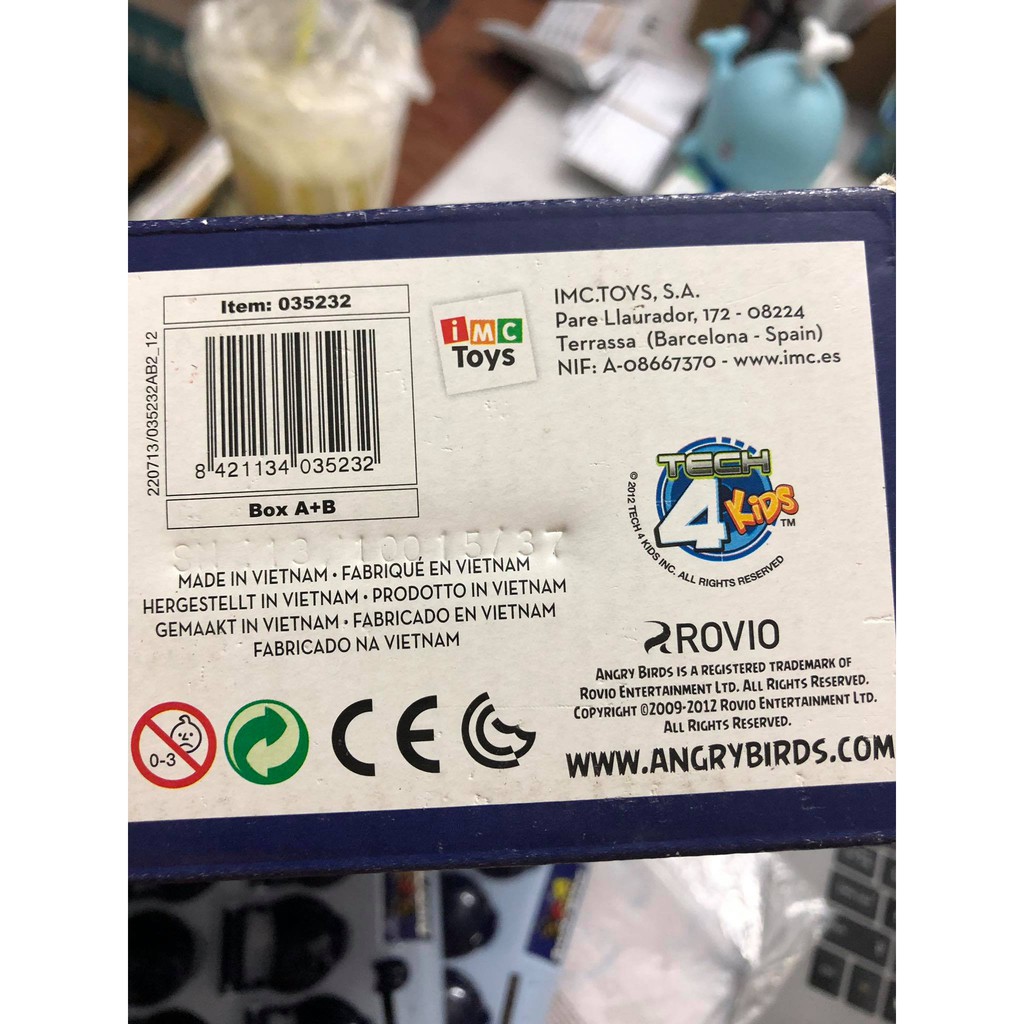 Item: 035232
220713/035232AB2_12
8 421134 035232
Box A+B
iMC
Toys
IMC.TOYS, S.A.
Pare Llaurador, 172 - 08224
Terrassa (Barcelona - Spain)
NIF: A-08667370 - www.imc.es
TECH
4
KiDS
TM
© 2012 TECH 4 KIDS INC. ALL RIGHTS RESERVED
15/37
MADE IN VIETNAM • FABRIQUÉ EN VIETNAM
HERGESTELLT IN VIETNAM • PRODOTTO IN VIETNAM
GEMAAKT IN VIETNAM • FABRICADO EN VIETNAM
FABRICADO NA VIETNAM
ROVIO
ANGRY BIRDS IS A REGISTERED TRADEMARK OF
ROVIO ENTERTAINMENT LTD. ALL RIGHTS RESERVED.
COPYRIGHT ©2009-2012 ROVIO ENTERTAINMENT LTD.
ALL RIGHTS RESERVED.
WWW.ANGRYBIRDS.COM
0-3
CE